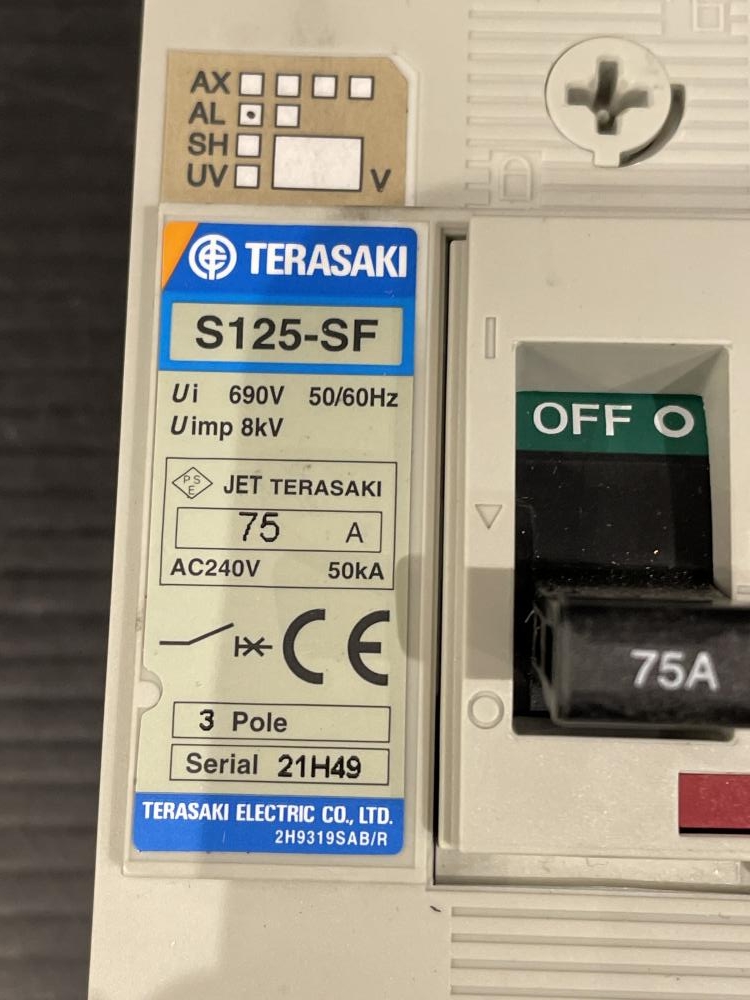 AX
AL
SH
UV V
TERASAKI
S125-SF
Ui 690V 50/60Hz
Uimp 8kV
PS E JET TERASAKI
75 A
AC240V 50kA
CE
3 Pole
Serial 21H49
TERASAKI ELECTRIC CO., LTD.
2H9319SAB/R
OFF O
75A